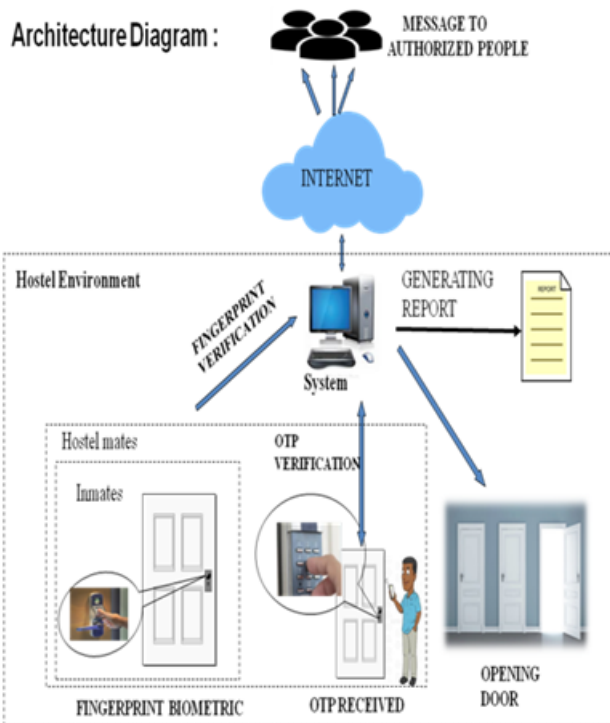 Architecture Diagram :
MESSAGE TO
AUTHORIZED PEOPLE
INTERNET
Hostel Environment
FINGERPRINT
VERIFICATION
GENERATING
REPORT
REPORT
System
Hostel mates
OTP
VERIFICATION
Inmates
FINGERPRINT BIOMETRIC
OTP RECEIVED
OPENING
DOOR